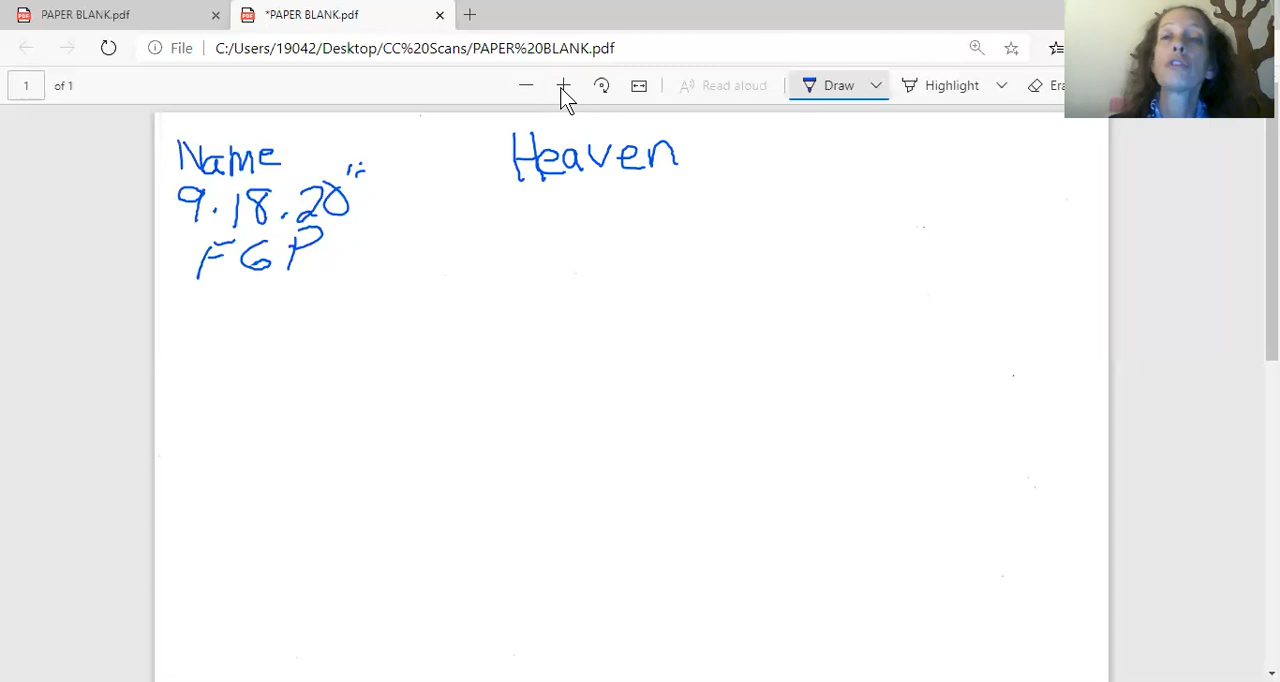 PAPER BLANK.pdf
*PAPER BLANK.pdf
File C:/Users/19042/Desktop/CC%20Scans/PAPER%20BLANK.pdf
1 of 1 Read aloud Draw Highlight Era
Name Heaven
9.18.20
FGP